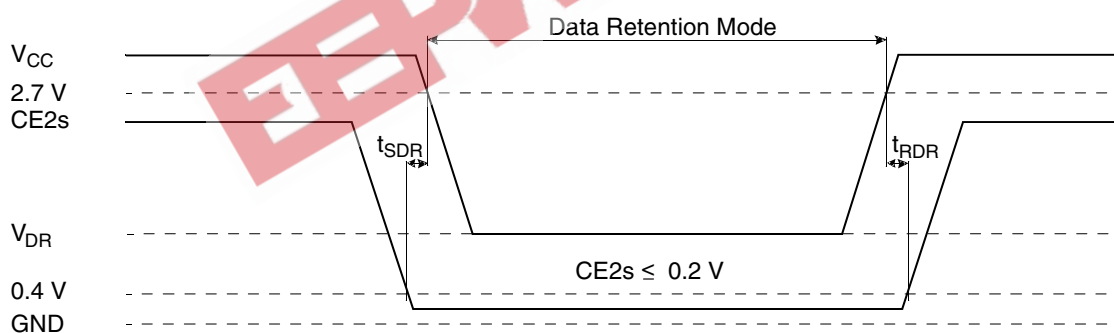 Data Retention Mode
VCC
2.7 V
CE2s
tSDR
tRDR
VDR
CE2s ≤ 0.2 V
0.4 V
GND